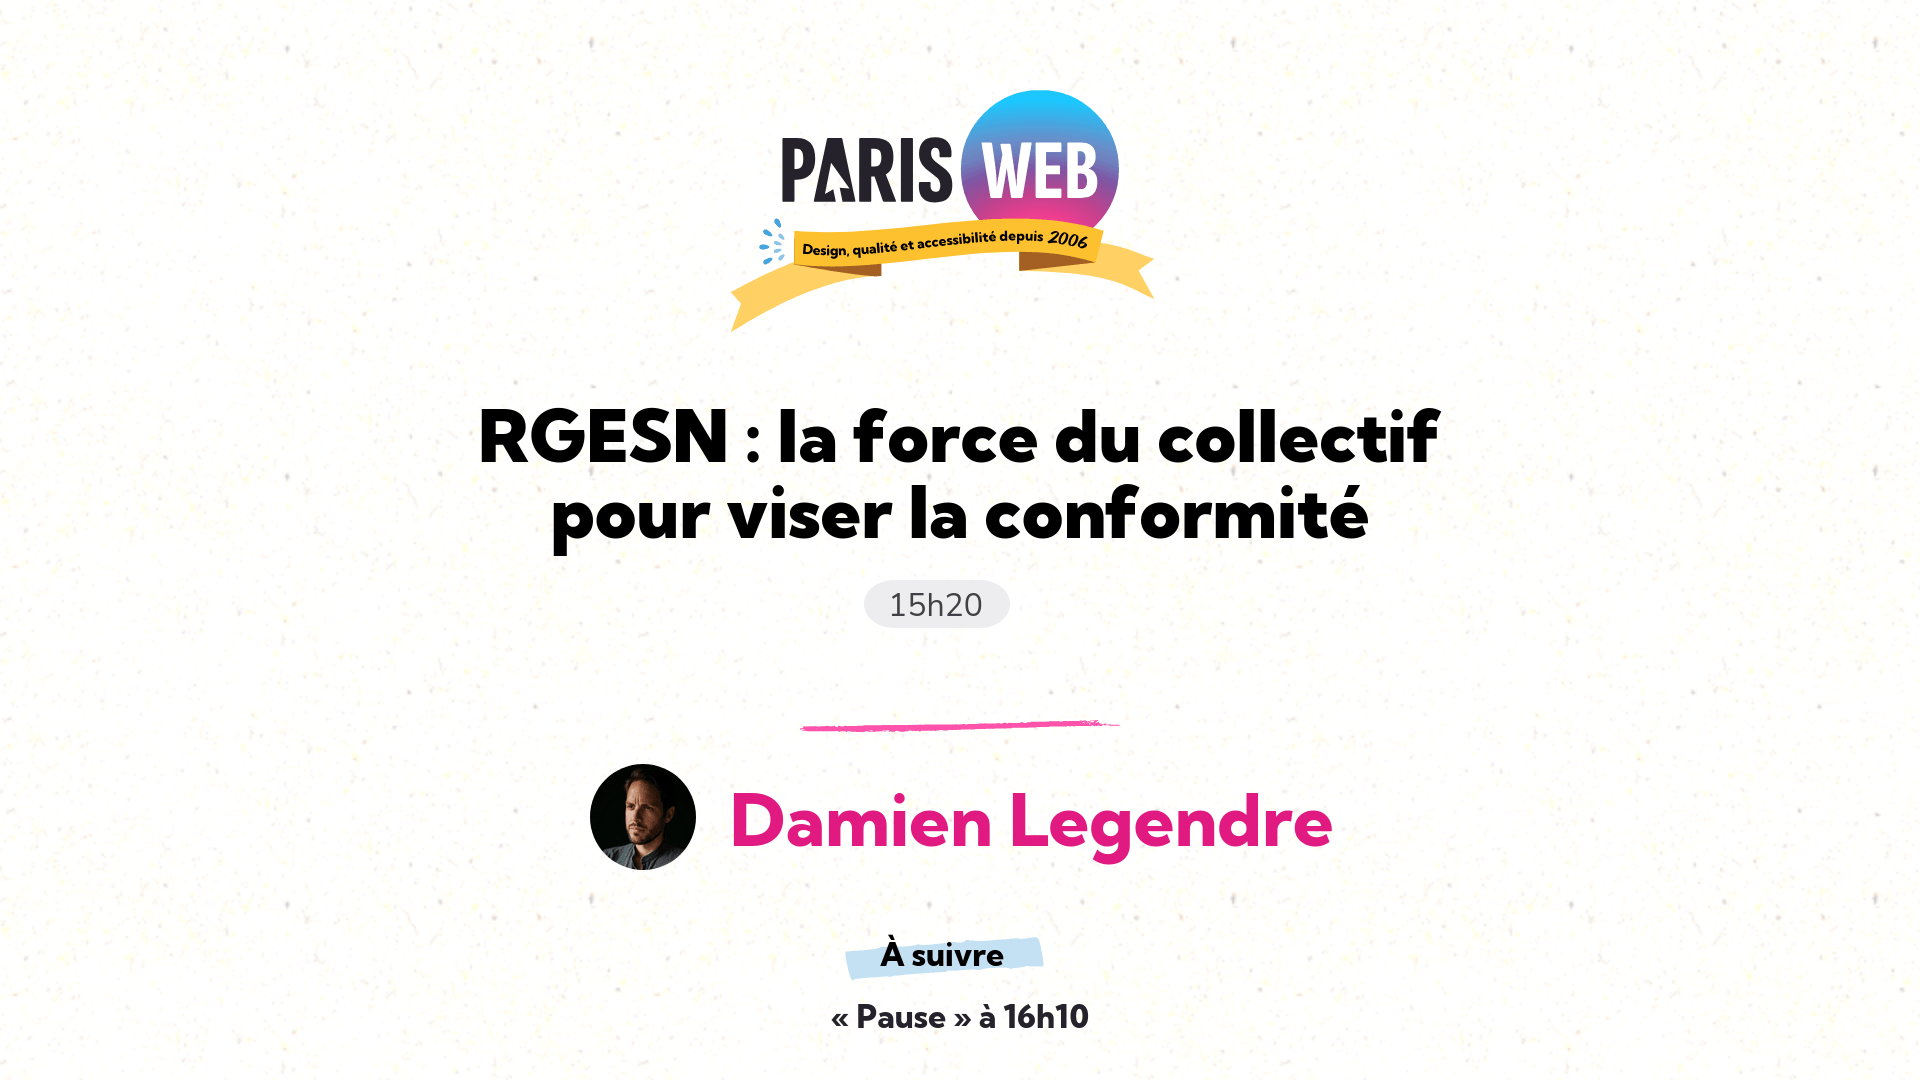 PARIS WEB
Design, qualité et accessibilité depuis 2006
RGESN : la force du collectif
pour viser la conformité
15h20
Damien Legendre
À suivre
« Pause » à 16h10